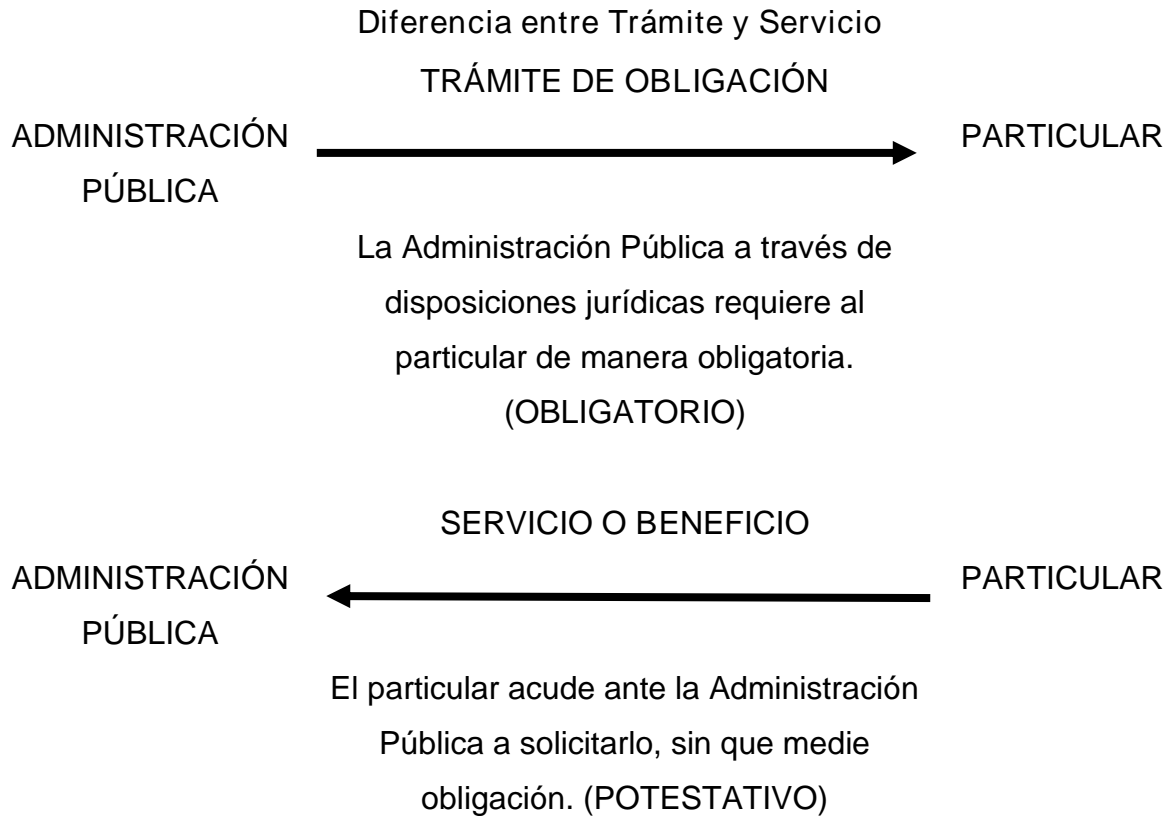 Diferencia entre Trámite y Servicio
TRÁMITE DE OBLIGACIÓN
ADMINISTRACIÓN
PÚBLICA
PARTICULAR
La Administración Pública a través de
disposiciones jurídicas requiere al
particular de manera obligatoria.
(OBLIGATORIO)
SERVICIO O BENEFICIO
ADMINISTRACIÓN
PÚBLICA
PARTICULAR
El particular acude ante la Administración
Pública a solicitarlo, sin que medie
obligación. (POTESTATIVO)